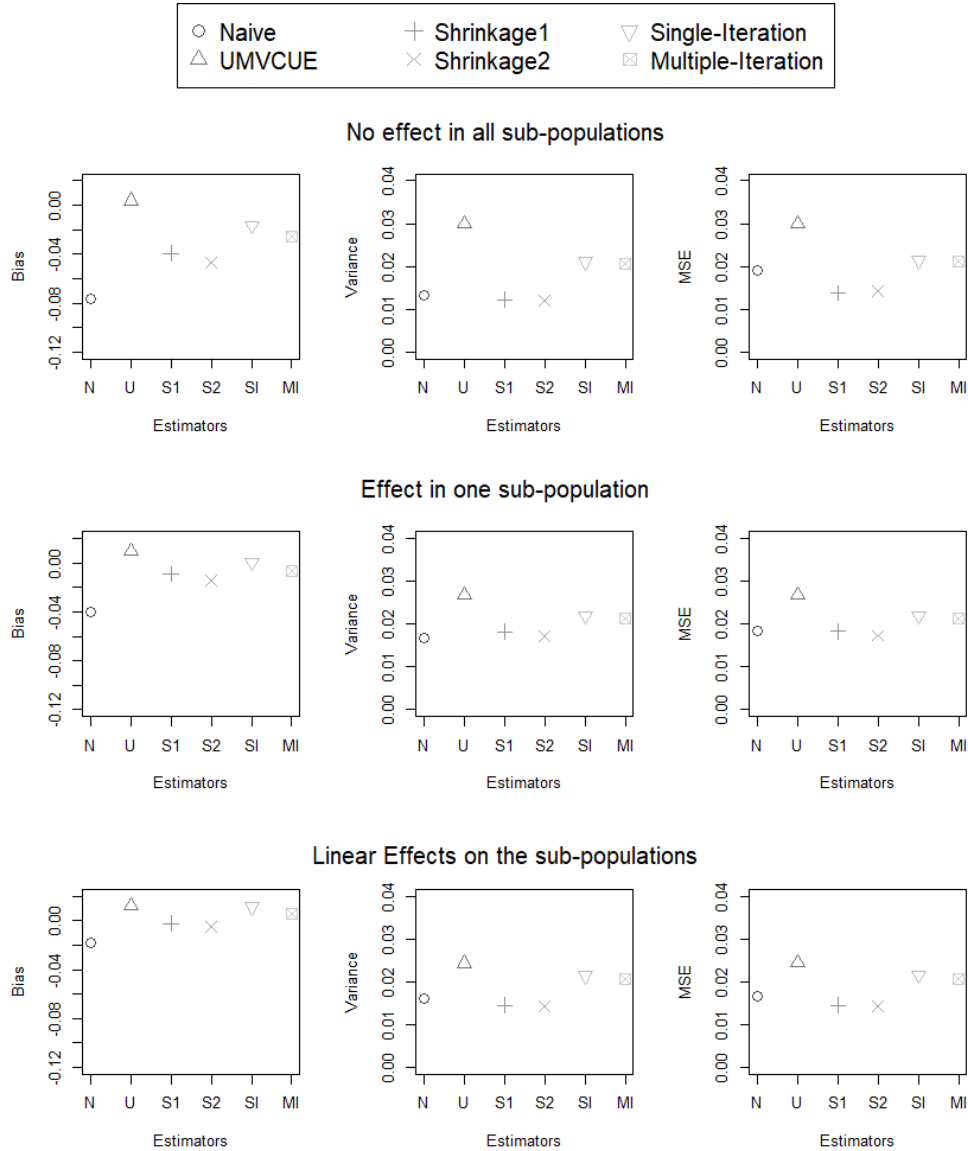 Naive Shrinkage1 Single-Iteration
UMVCUE Shrinkage2 Multiple-Iteration
No effect in all sub-populations
Bias
0.00
-0.04
-0.08
-0.12
N U S1 S2 SI MI
Estimators
Variance
0.04
0.03
0.02
0.01
0.00
N U S1 S2 SI MI
Estimators
MSE
0.04
0.03
0.02
0.01
0.00
N U S1 S2 SI MI
Estimators
Effect in one sub-population
Bias
0.00
-0.04
-0.08
-0.12
N U S1 S2 SI MI
Estimators
Variance
0.04
0.03
0.02
0.01
0.00
N U S1 S2 SI MI
Estimators
MSE
0.04
0.03
0.02
0.01
0.00
N U S1 S2 SI MI
Estimators
Linear Effects on the sub-populations
Bias
0.00
-0.04
-0.08
-0.12
N U S1 S2 SI MI
Estimators
Variance
0.04
0.03
0.02
0.01
0.00
N U S1 S2 SI MI
Estimators
MSE
0.04
0.03
0.02
0.01
0.00
N U S1 S2 SI MI
Estimators